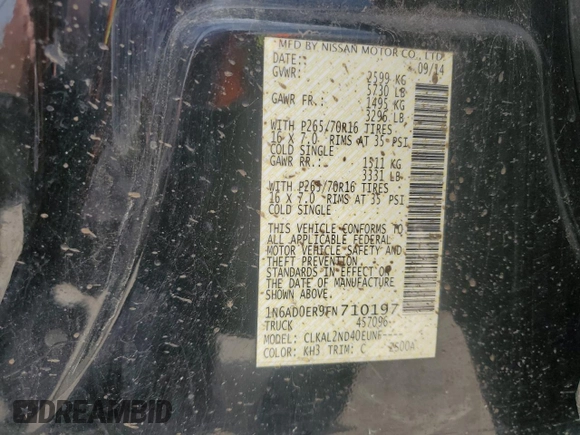 MFD BY NISSAN MOTOR CO., LTD.
09/14
GVWR: 2599 KG
5730 LB
GAWR FR.: 1495 KG
3296 LB
WITH P265/70R16 TIRES
16 X 7.0 RIMS AT 35 PSI
COLD SINGLE
GAWR RR.: 1511 KG
3331 LB
WITH P265/70R16 TIRES
16 X 7.0 RIMS AT 35 PSI
COLD SINGLE
THIS VEHICLE CONFORMS TO
ALL APPLICABLE FEDERAL
MOTOR VEHICLE SAFETY AND
THEFT PREVENTION
STANDARDS IN EFFECT ON
THE DATE OF MANUFACTURE
SHOWN ABOVE.
1N6AD0ER9FN710197
TRUCK 457096
MODEL: CLKAL2ND40EUNF----
COLOR: KH3 TRIM: C 2500A
DREAMBID